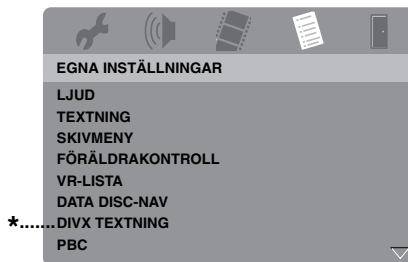 EGNA INSTÄLLNINGAR
LJUD
TEXTNING
SKIVMENY
FÖRÄLDRAKONTROLL
VR-LISTA
DATA DISC-NAV
*.......DIVX TEXTNING
PBC